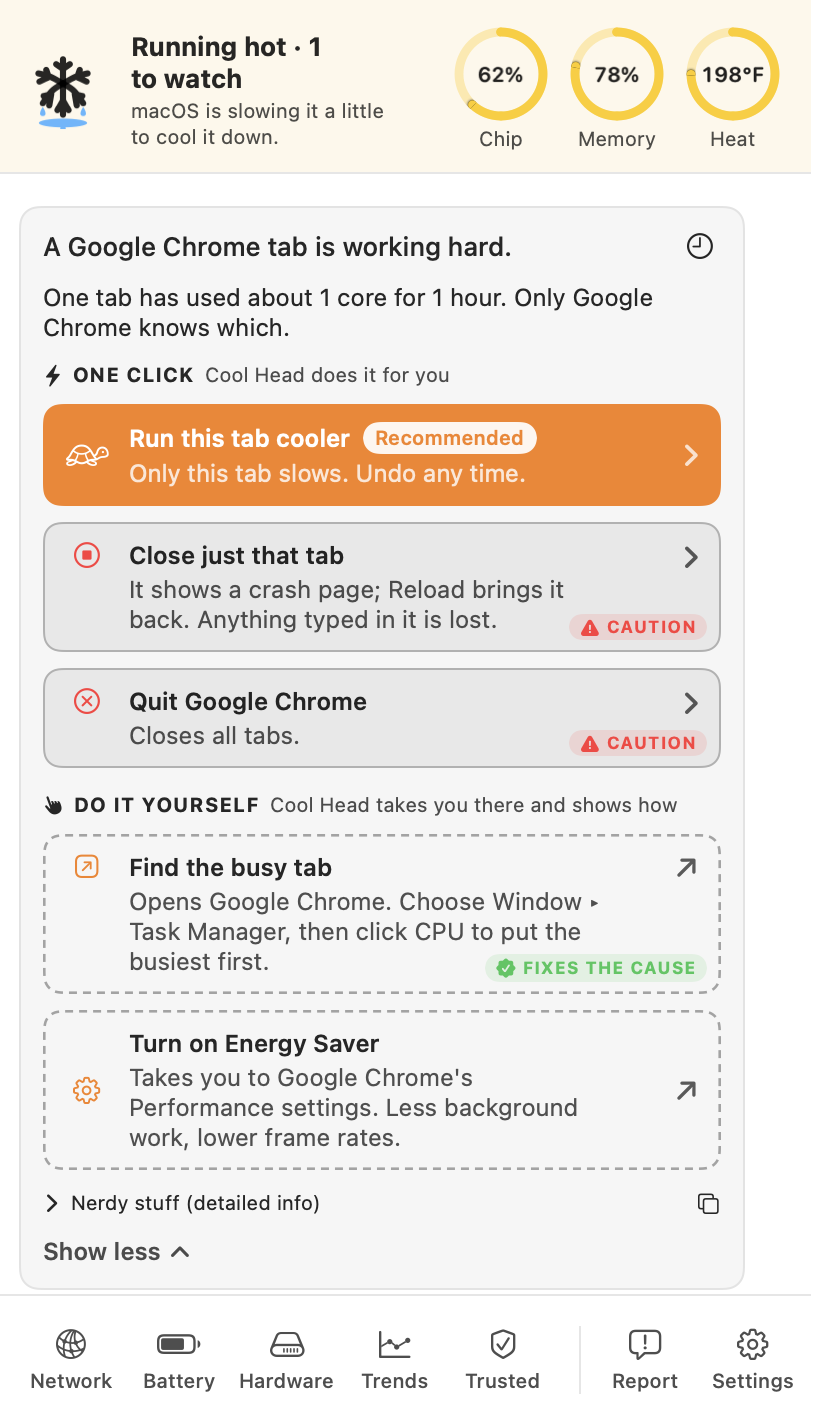 Running hot · 1
to watch
macOS is slowing it a little
to cool it down.
62%
78%
198°F
Chip
Memory
Heat
A Google Chrome tab is working hard.
One tab has used about 1 core for 1 hour. Only Google
Chrome knows which.
ONE CLICK Cool Head does it for you
Run this tab cooler Recommended
Only this tab slows. Undo any time.
Close just that tab
It shows a crash page; Reload brings it
back. Anything typed in it is lost.
CAUTION
Quit Google Chrome
Closes all tabs.
CAUTION
DO IT YOURSELF Cool Head takes you there and shows how
Find the busy tab
Opens Google Chrome. Choose Window ▸
Task Manager, then click CPU to put the
busiest first.
FIXES THE CAUSE
Turn on Energy Saver
Takes you to Google Chrome's
Performance settings. Less background
work, lower frame rates.
Nerdy stuff (detailed info)
Show less
Network
Battery
Hardware
Trends
Trusted
Report
Settings